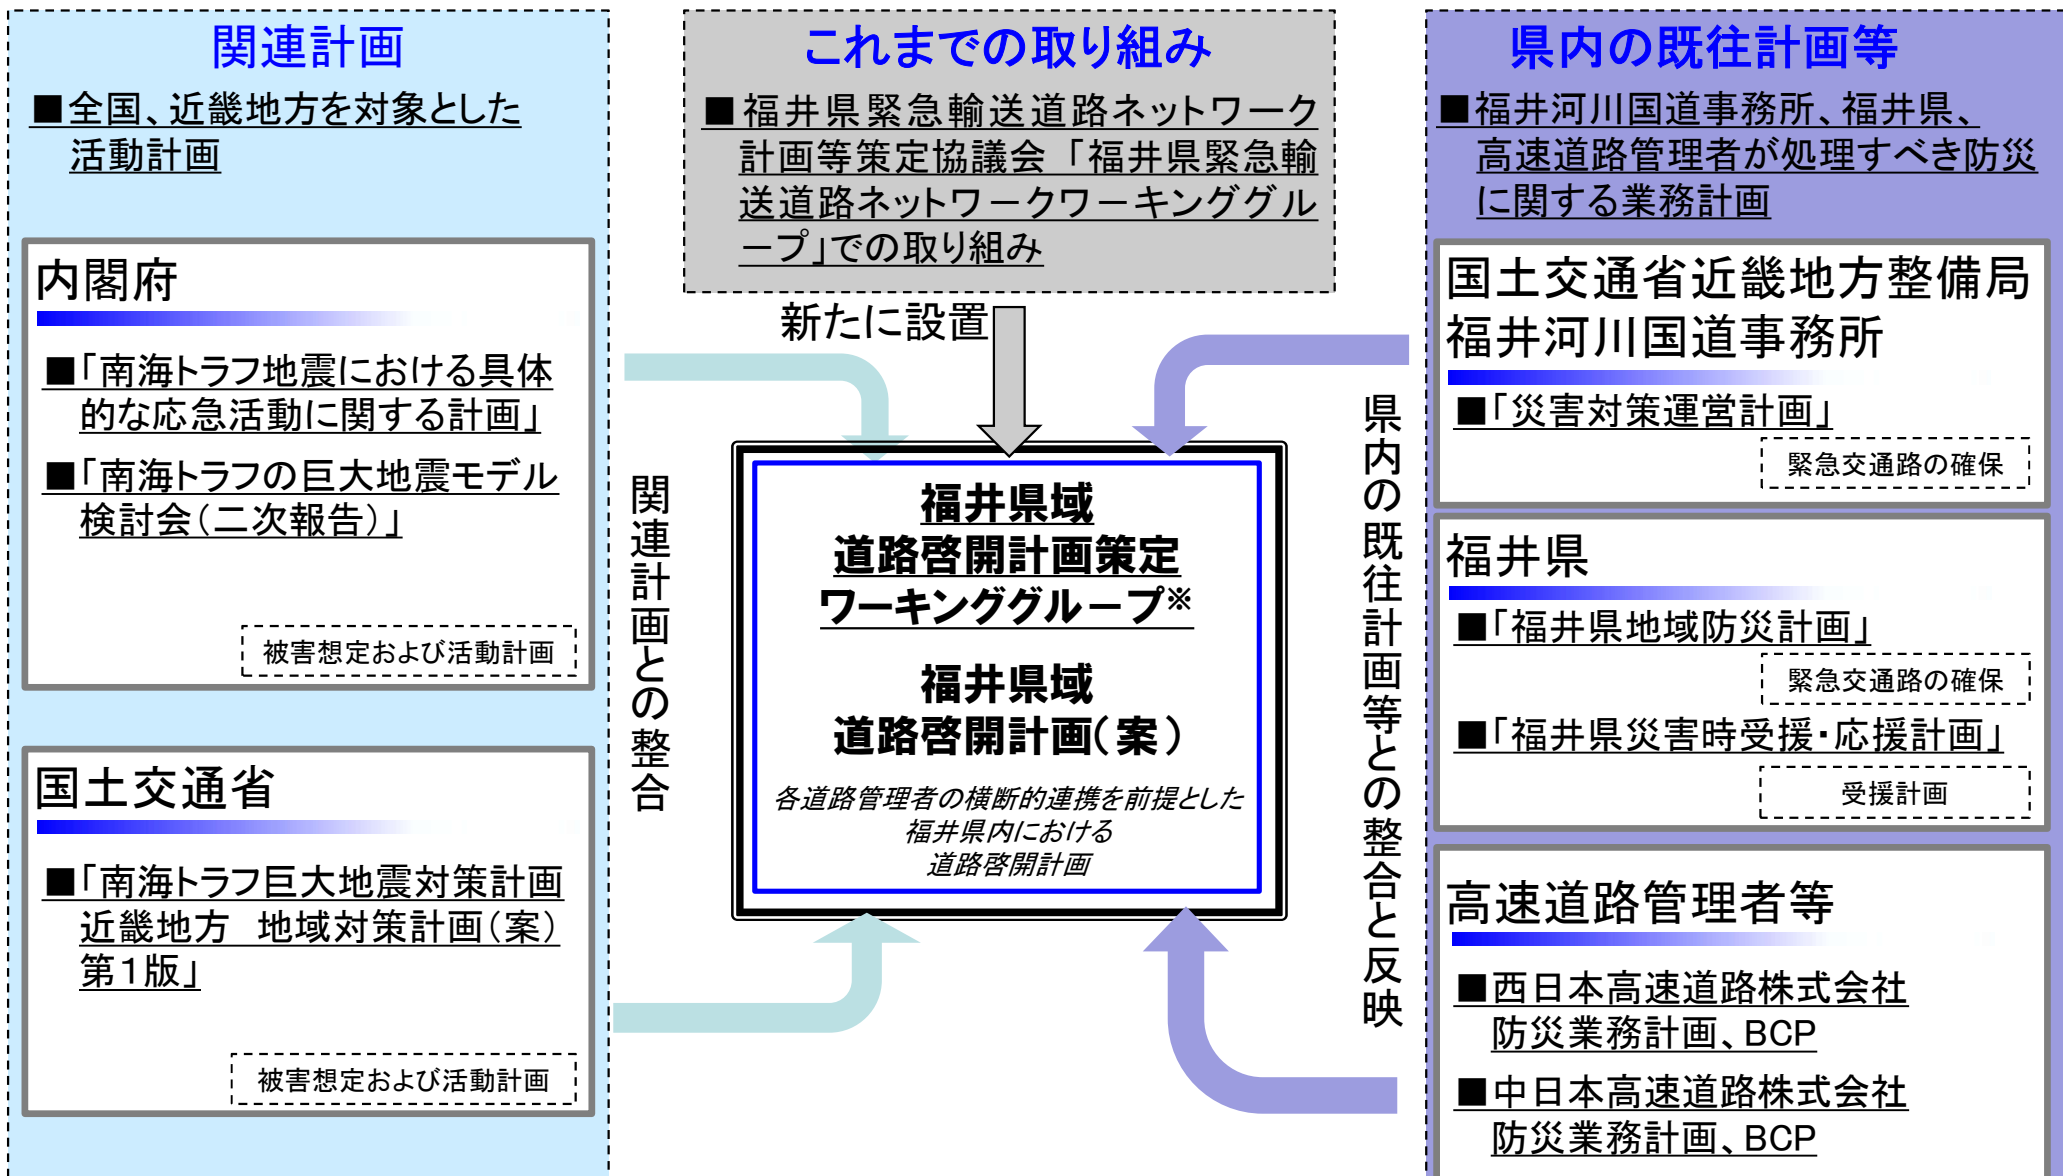 関連計画
■全国、近畿地方を対象とした
活動計画
内閣府
■「南海トラフ地震における具体
的な応急活動に関する計画」
■「南海トラフの巨大地震モデル
検討会（二次報告）」
被害想定および活動計画
国土交通省
■「南海トラフ巨大地震対策計画
近畿地方　地域対策計画（案）
第１版」
被害想定および活動計画
関連計画との整合
これまでの取り組み
■福井県緊急輸送道路ネットワーク
計画等策定協議会「福井県緊急輸
送道路ネットワークワーキンググル
ープ」での取り組み
新たに設置
福井県域
道路啓開計画策定
ワーキンググループ※
福井県域
道路啓開計画（案）
各道路管理者の横断的連携を前提とした
福井県内における
道路啓開計画
県内の既往計画等との整合と反映
県内の既往計画等
■福井河川国道事務所、福井県、
高速道路管理者が処理すべき防災
に関する業務計画
国土交通省近畿地方整備局
福井河川国道事務所
■「災害対策運営計画」
緊急交通路の確保
福井県
■「福井県地域防災計画」
緊急交通路の確保
■「福井県災害時受援・応援計画」
受援計画
高速道路管理者等
■西日本高速道路株式会社
防災業務計画、BCP
■中日本高速道路株式会社
防災業務計画、BCP